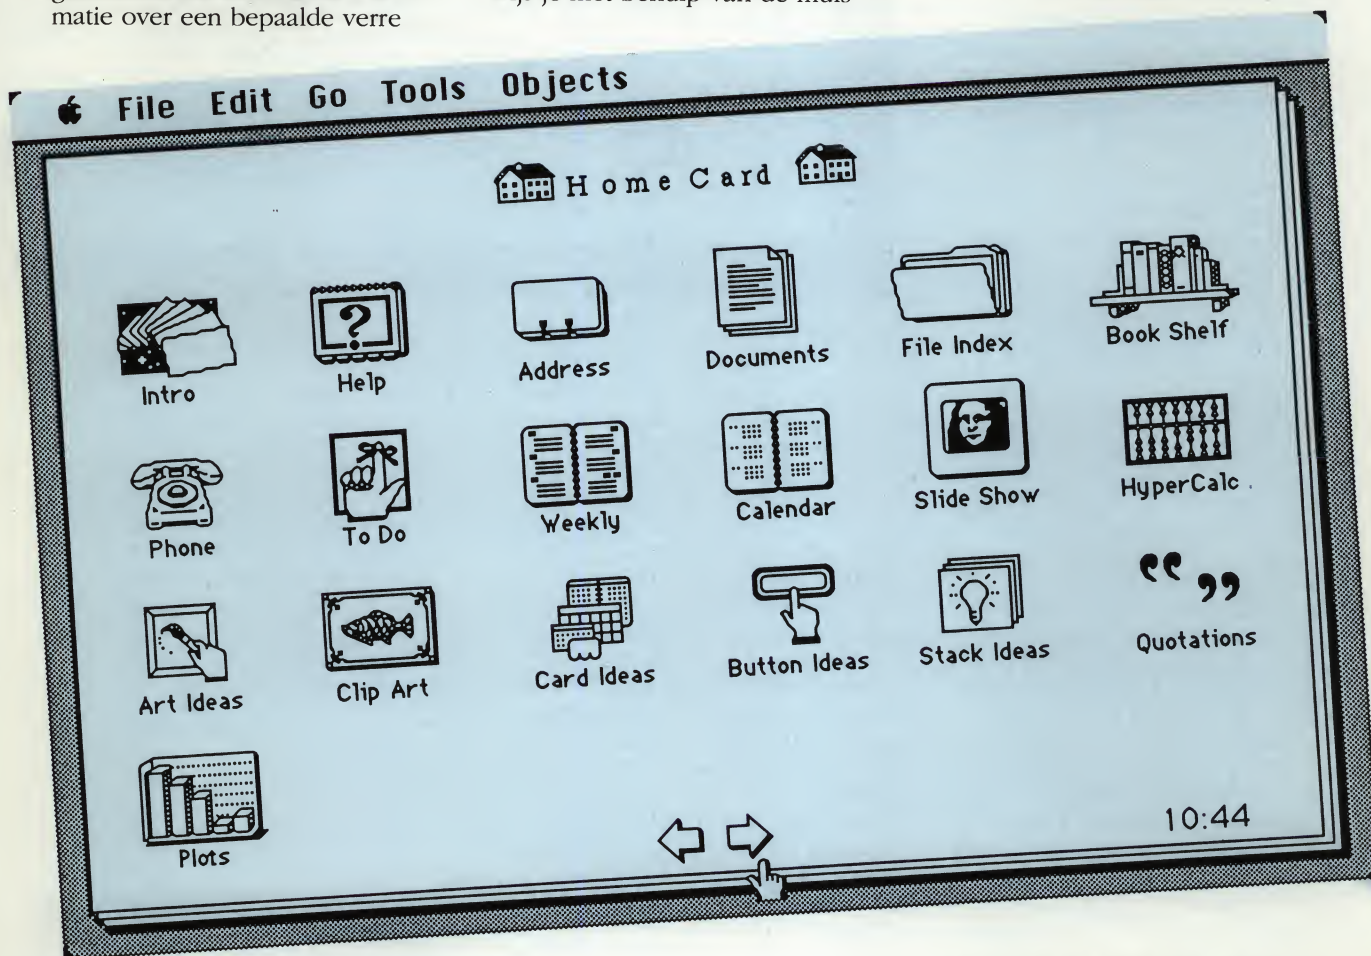 matie over een bepaalde verre
File Edit Go Tools Objects
Home Card
Intro Help Address Documents File Index Book Shelf
Phone To Do Weekly Calendar Slide Show HyperCalc
Art Ideas Clip Art Card Ideas Button Ideas Stack Ideas Quotations
Plots
10:44